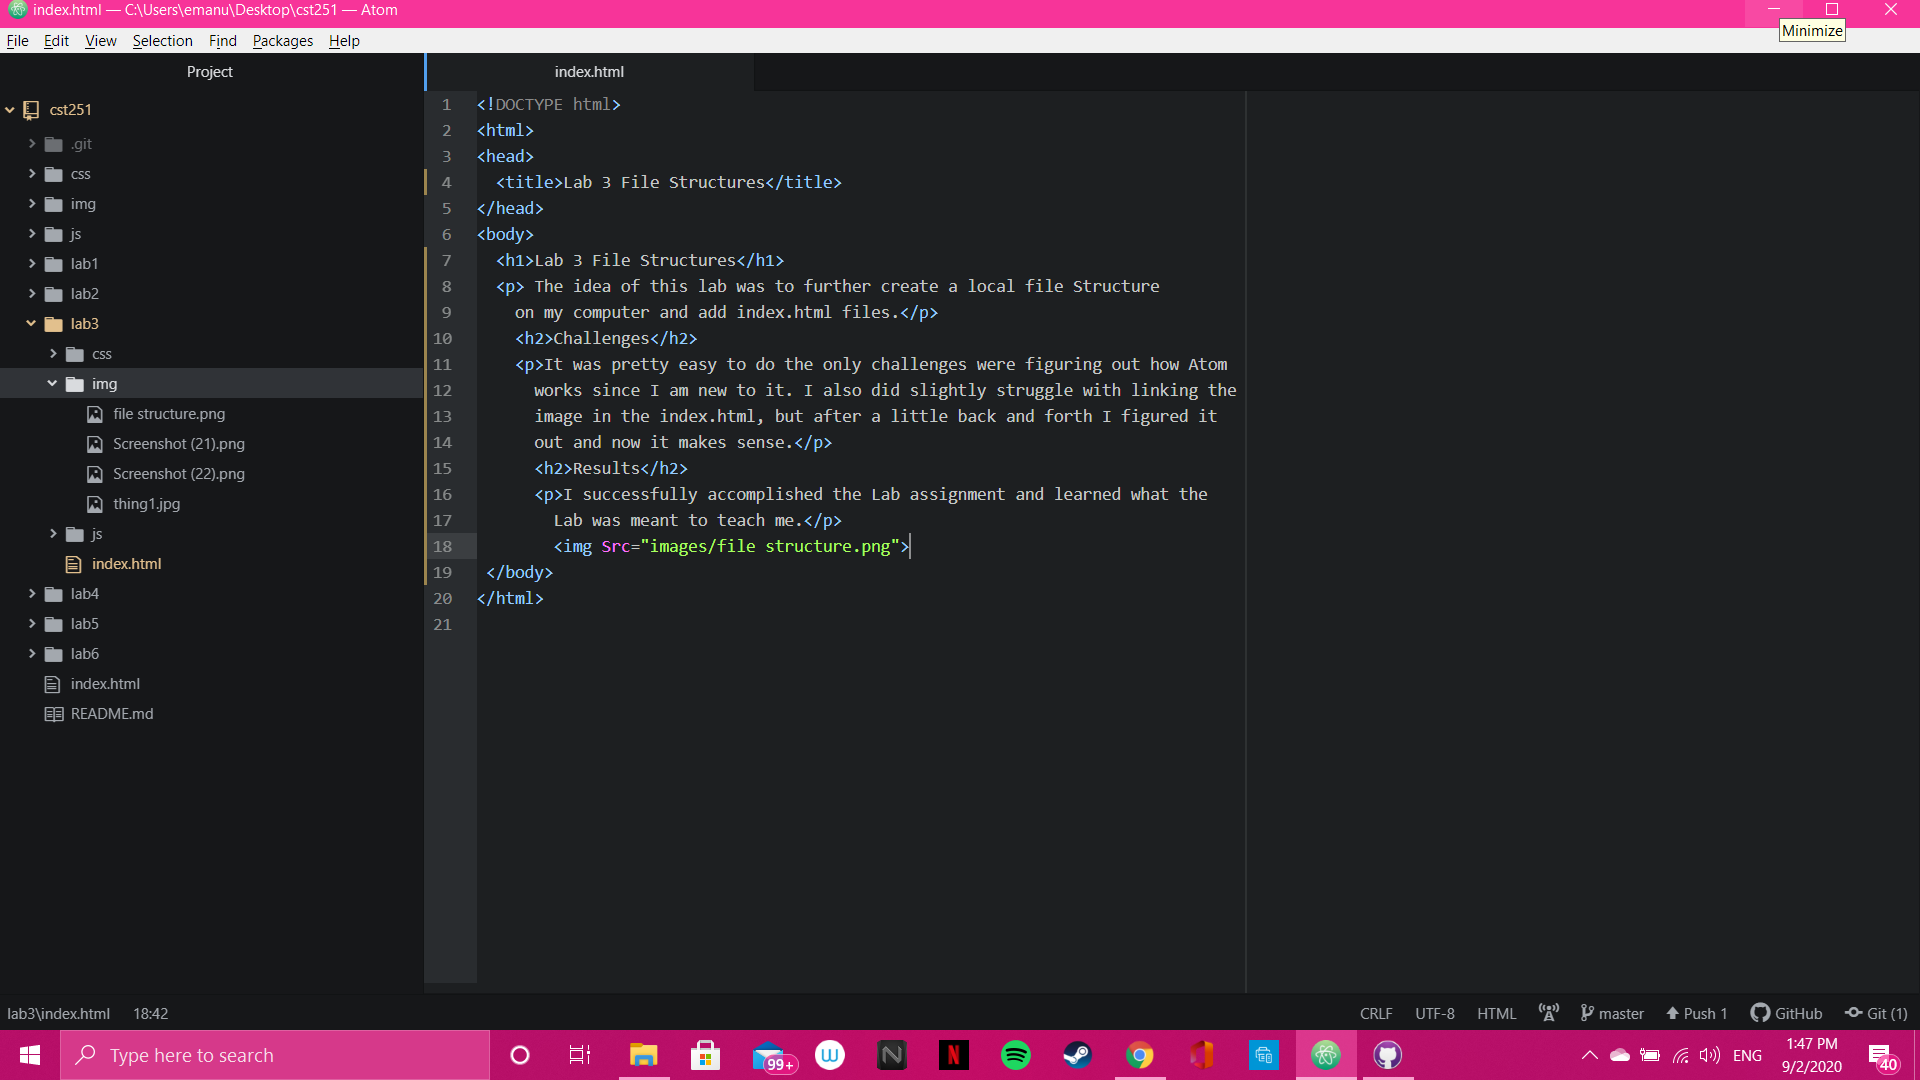 index.html — C:\Users\emanu\Desktop\cst251 — Atom
Minimize
File Edit View Selection Find Packages Help
Project
index.html
cst251
.git
css
img
js
lab1
lab2
lab3
css
img
file structure.png
Screenshot (21).png
Screenshot (22).png
thing1.jpg
js
index.html
lab4
lab5
lab6
index.html
README.md
1 <!DOCTYPE html>
2 <html>
3 <head>
4 <title>Lab 3 File Structures</title>
5 </head>
6 <body>
7 <h1>Lab 3 File Structures</h1>
8 <p> The idea of this lab was to further create a local file Structure
9 on my computer and add index.html files.</p>
10 <h2>Challenges</h2>
11 <p>It was pretty easy to do the only challenges were figuring out how Atom
12 works since I am new to it. I also did slightly struggle with linking the
13 image in the index.html, but after a little back and forth I figured it
14 out and now it makes sense.</p>
15 <h2>Results</h2>
16 <p>I successfully accomplished the Lab assignment and learned what the
17 Lab was meant to teach me.</p>
18 <img Src="images/file structure.png">
19 </body>
20 </html>
21
lab3\index.html 18:42
CRLF UTF-8 HTML master Push 1 GitHub Git (1)
Type here to search
99+
W
N
N
ENG
1:47 PM
9/2/2020
40